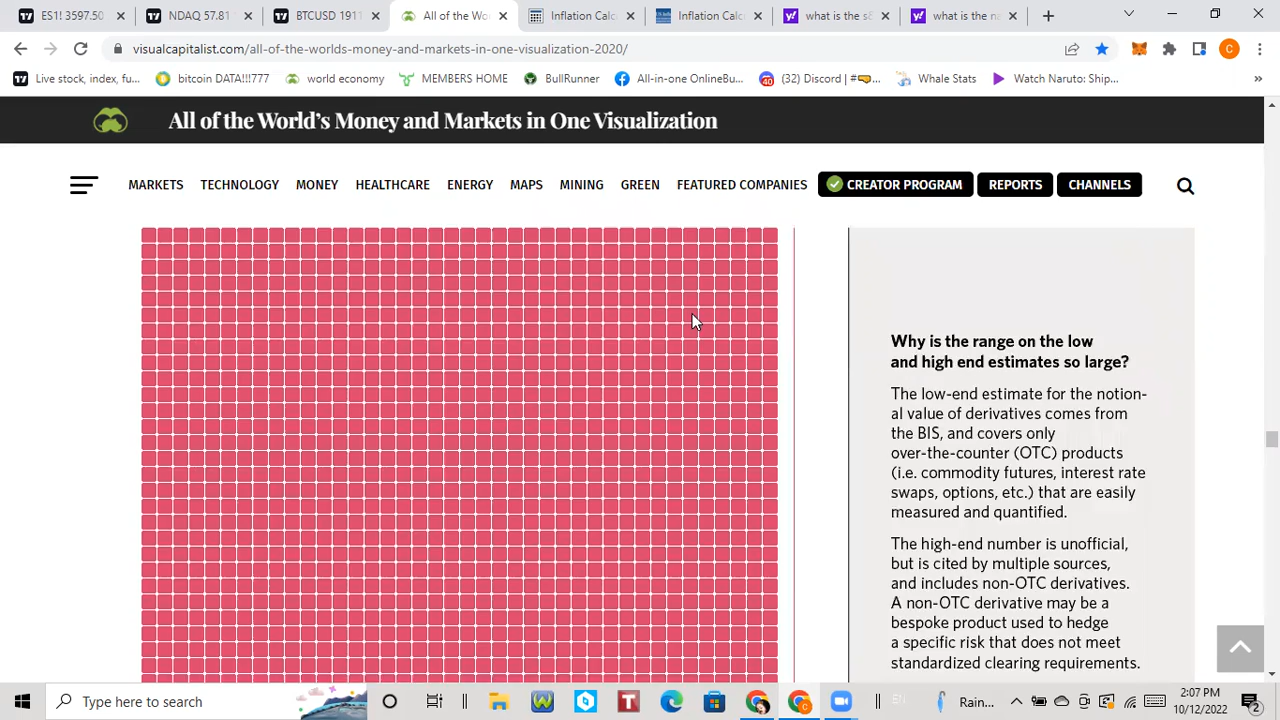 ES1! 3597.50
NDAQ 57.7
BTCUSD 191
All of the Wo
Inflation Calc
Inflation Calc
what is the s&
what is the na
visualcapitalist.com/all-of-the-worlds-money-and-markets-in-one-visualization-2020/
C
Live stock, index, fu...
bitcoin DATA!!!777
world economy
MEMBERS HOME
BullRunner
All-in-one OnlineBu...
(32) Discord | #
Whale Stats
Watch Naruto: Ship...
»
All of the World's Money and Markets in One Visualization
MARKETS TECHNOLOGY MONEY HEALTHCARE ENERGY MAPS MINING GREEN FEATURED COMPANIES CREATOR PROGRAM REPORTS CHANNELS
Why is the range on the low
and high end estimates so large?
The low-end estimate for the notion-
al value of derivatives comes from
the BIS, and covers only
over-the-counter (OTC) products
(i.e. commodity futures, interest rate
swaps, options, etc.) that are easily
measured and quantified.
The high-end number is unofficial,
but is cited by multiple sources,
and includes non-OTC derivatives.
A non-OTC derivative may be a
bespoke product used to hedge
a specific risk that does not meet
standardized clearing requirements.
Type here to search
EN
Rain...
2:07 PM
10/12/2022
2